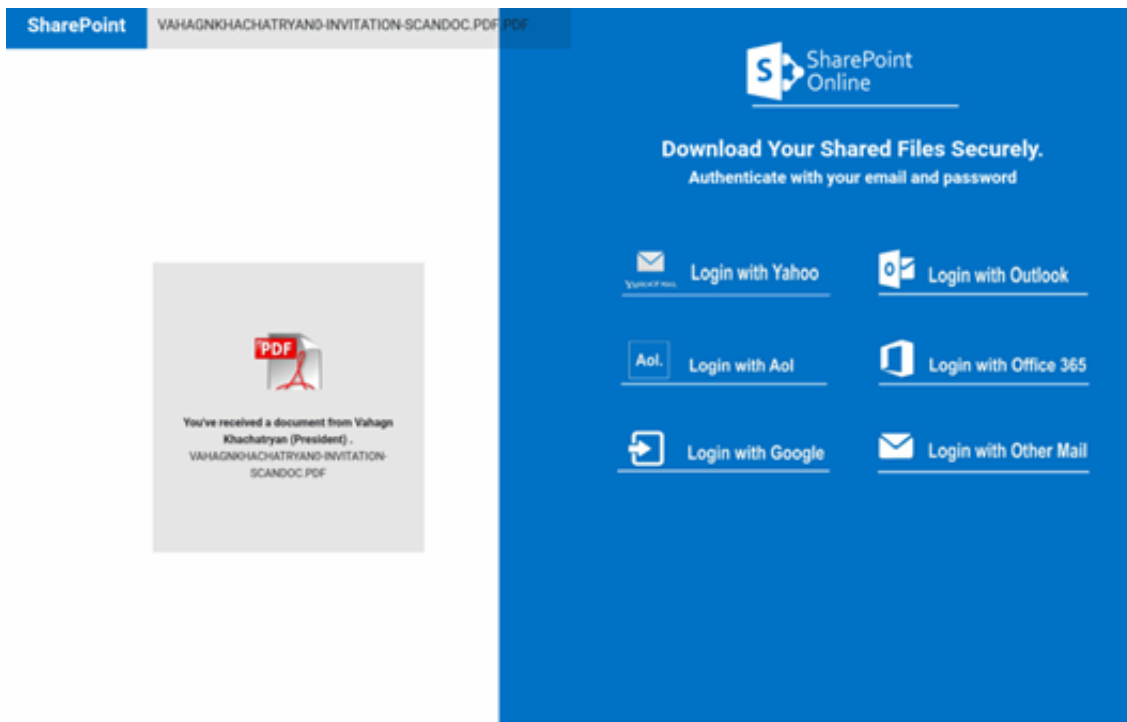 SharePoint
VAHAGNKHACHATRYAN0-INVITATION-SCANDOC.PDF.PDF
S
SharePoint
Online
Download Your Shared Files Securely.
Authenticate with your email and password
Login with Yahoo
Login with Outlook
Aol.
Login with Aol
Login with Office 365
Login with Google
Login with Other Mail
PDF
You've received a document from Vahagn
Khachatryan (President) .
VAHAGNKHACHATRYAN0-INVITATION-
SCANDOC.PDF